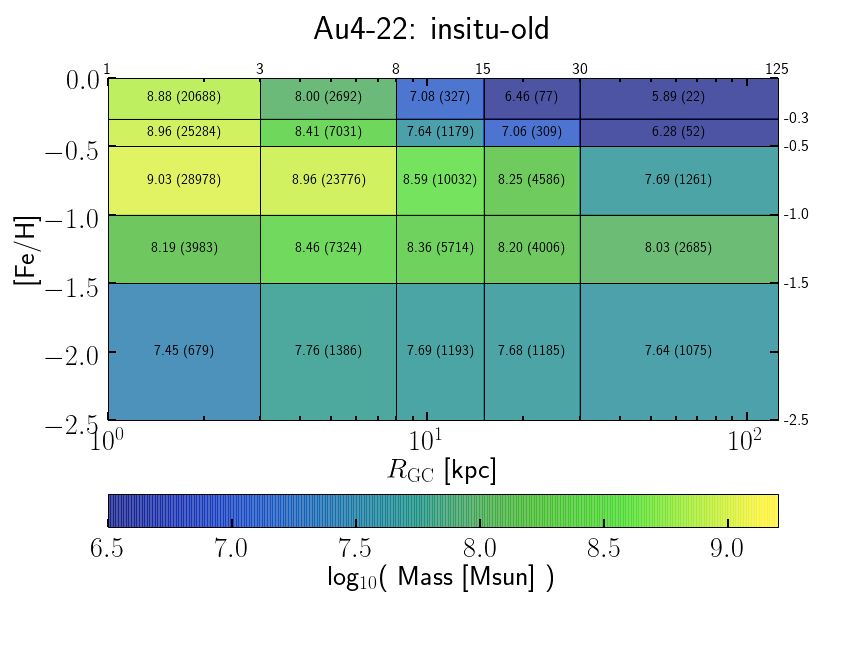 Au4-22: insitu-old
1 3 8 15 30 125
0.0 8.88 (20688) 8.00 (2692) 7.08 (327) 6.46 (77) 5.89 (22)
-0.3
8.96 (25284) 8.41 (7031) 7.64 (1179) 7.06 (309) 6.28 (52)
−0.5 -0.5
9.03 (28978) 8.96 (23776) 8.59 (10032) 8.25 (4586) 7.69 (1261)
−1.0 -1.0
[Fe/H]
8.19 (3983) 8.46 (7324) 8.36 (5714) 8.20 (4006) 8.03 (2685)
−1.5 -1.5
−2.0 7.45 (679) 7.76 (1386) 7.69 (1193) 7.68 (1185) 7.64 (1075)
−2.5 -2.5
10⁰ 10¹ 10²
R_GC [kpc]
6.5 7.0 7.5 8.0 8.5 9.0
log₁₀( Mass [Msun] )